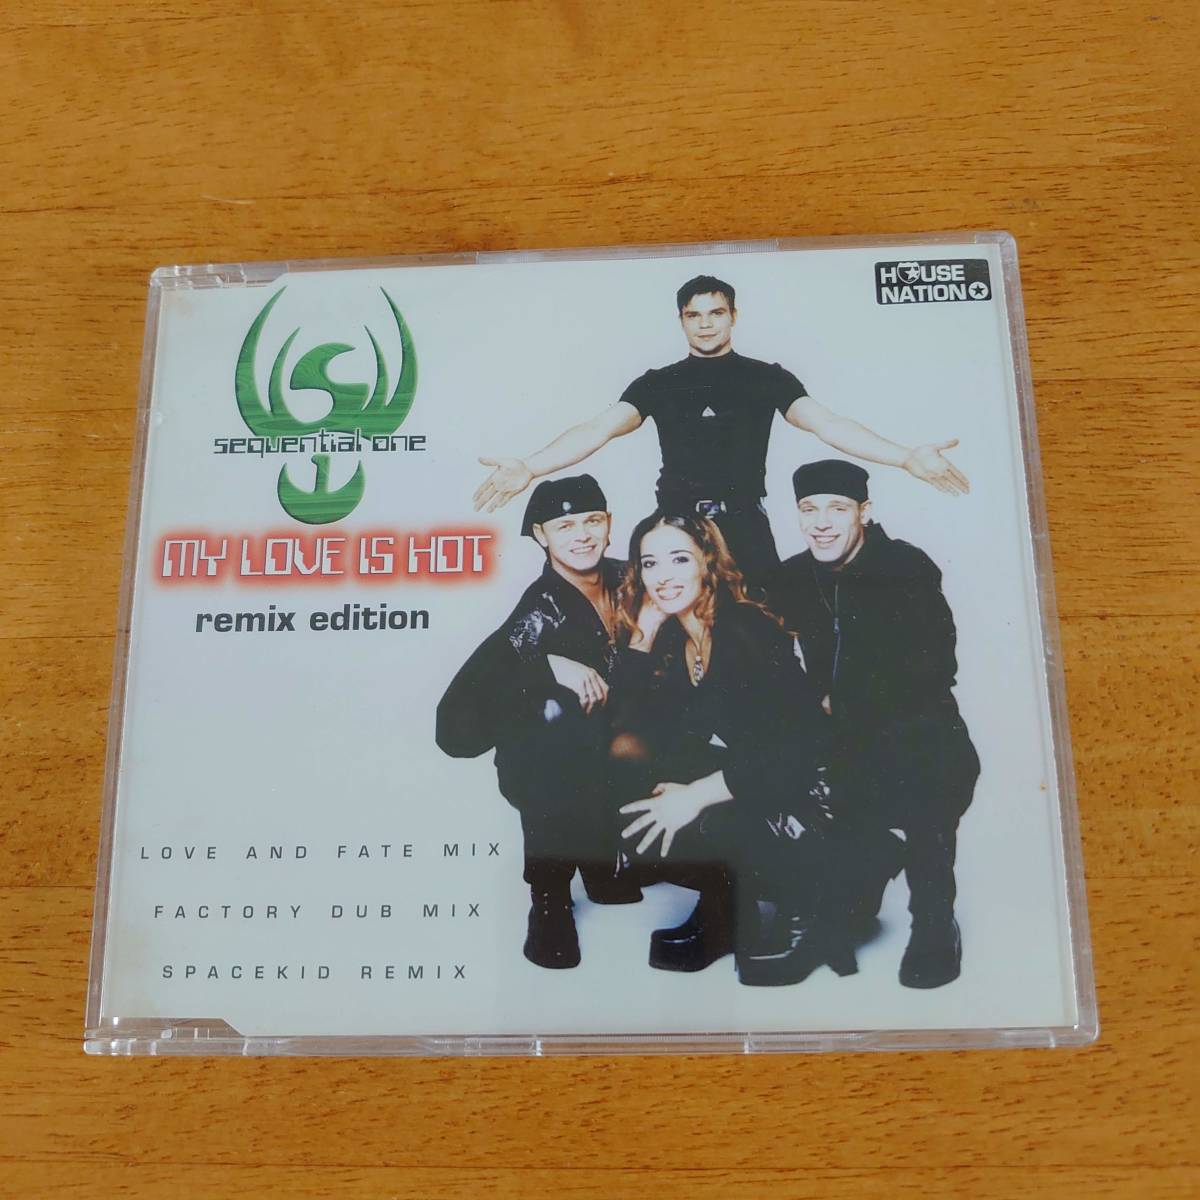 HOUSE
NATION
sequential one
1
MY LOVE IS HOT
remix edition
LOVE AND FATE MIX
FACTORY DUB MIX
SPACEKID REMIX